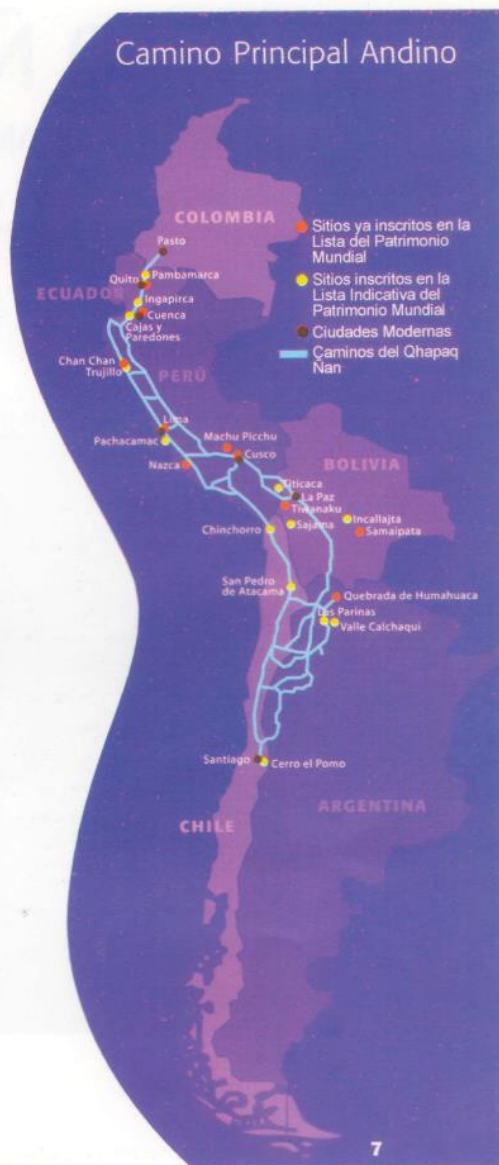 Camino Principal Andino
COLOMBIA
Sitios ya inscritos en la
Lista del Patrimonio
Mundial
Sitios inscritos en la
Lista Indicativa del
Patrimonio Mundial
Ciudades Modernas
Caminos del Qhapaq
Ñan
Pasto
Quito
Pambamarca
ECUADOR
Ingapirca
Cuenca
Cajas y
Paredones
Chan Chan
Trujillo
PERÚ
Lima
Pachacamac
Machu Picchu
Cusco
Nazca
BOLIVIA
Titicaca
La Paz
Tiwanaku
Sajama
Incallajta
Samaipata
Chinchorro
San Pedro
de Atacama
Quebrada de Humahuaca
Los Parinas
Valle Calchaqui
Santiago
Cerro el Pomo
CHILE
ARGENTINA
7